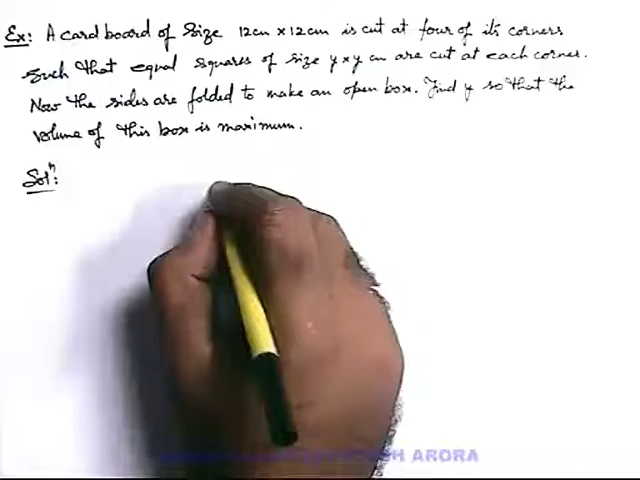 Ex: A card board of size 12cm x 12cm is cut at four of its corners
such that equal squares of size y x y cm are cut at each corner.
Now the sides are folded to make an open box. Find y so that the
volume of this box is maximum.
Solⁿ:
ARORA